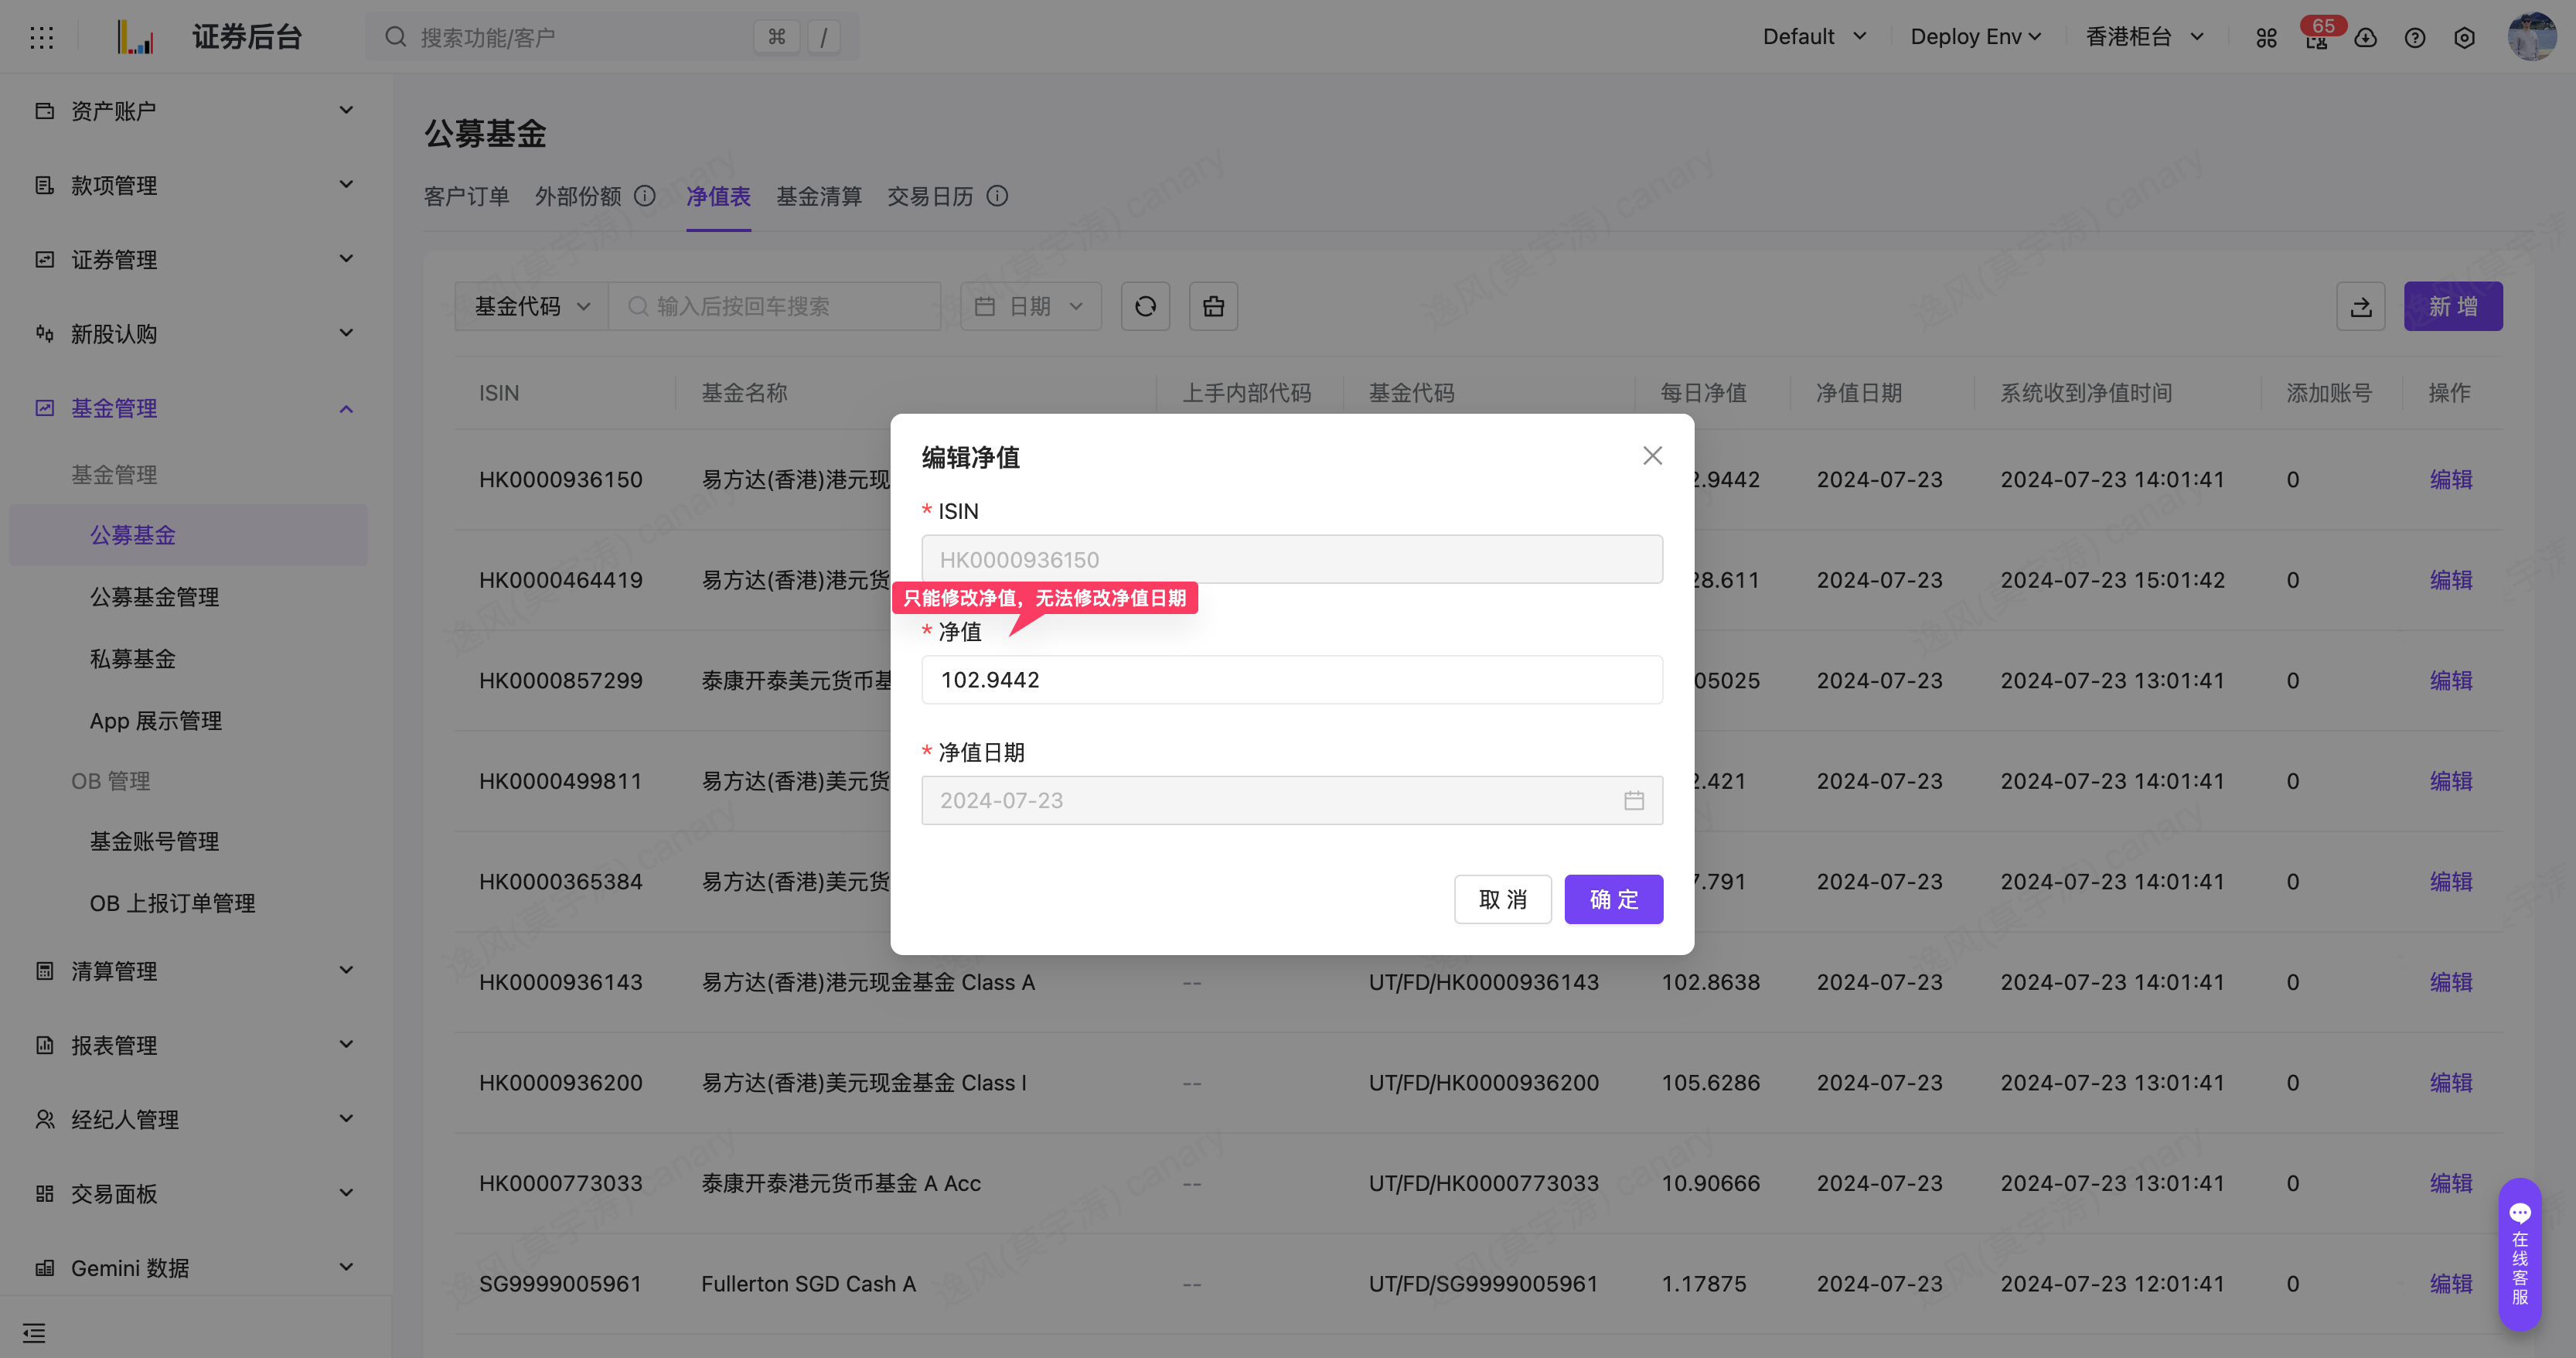 证券后台
搜索功能/客户
⌘ /
Default
Deploy Env
香港柜台
65
资产账户
款项管理
证券管理
新股认购
基金管理
基金管理
公募基金
公募基金管理
私募基金
App 展示管理
OB 管理
基金账号管理
OB 上报订单管理
清算管理
报表管理
经纪人管理
交易面板
Gemini 数据
公募基金
客户订单 外部份额 净值表 基金清算 交易日历
基金代码 输入后按回车搜索 日期 新增
ISIN 基金名称 上手内部代码 基金代码 每日净值 净值日期 系统收到净值时间 添加账号 操作
HK0000936150 易方达(香港)港元现 2.9442 2024-07-23 2024-07-23 14:01:41 0 编辑
HK0000464419 易方达(香港)港元货 28.611 2024-07-23 2024-07-23 15:01:42 0 编辑
HK0000857299 泰康开泰美元货币基 05025 2024-07-23 2024-07-23 13:01:41 0 编辑
HK0000499811 易方达(香港)美元货 2.421 2024-07-23 2024-07-23 14:01:41 0 编辑
HK0000365384 易方达(香港)美元货 7.791 2024-07-23 2024-07-23 14:01:41 0 编辑
HK0000936143 易方达(香港)港元现金基金 Class A -- UT/FD/HK0000936143 102.8638 2024-07-23 2024-07-23 14:01:41 0 编辑
HK0000936200 易方达(香港)美元现金基金 Class I -- UT/FD/HK0000936200 105.6286 2024-07-23 2024-07-23 13:01:41 0 编辑
HK0000773033 泰康开泰港元货币基金 A Acc -- UT/FD/HK0000773033 10.90666 2024-07-23 2024-07-23 13:01:41 0 编辑
SG9999005961 Fullerton SGD Cash A -- UT/FD/SG9999005961 1.17875 2024-07-23 2024-07-23 12:01:41 0 编辑
编辑净值
* ISIN
HK0000936150
只能修改净值，无法修改净值日期
* 净值
102.9442
* 净值日期
2024-07-23
取消 确定
在线客服
逸风(莫宇涛) canary